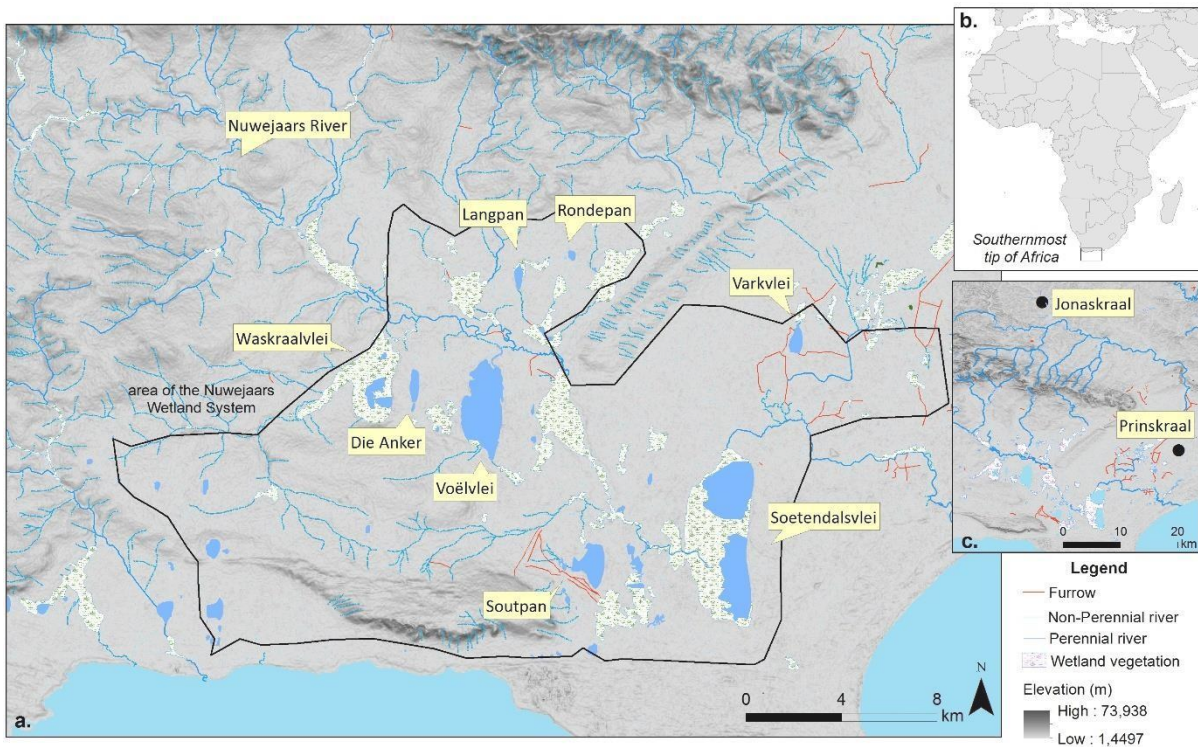 Nuwejaars River
Langpan
Rondepan
Varkvlei
Waskraalvlei
area of the Nuwejaars
Wetland System
Die Anker
Voëlvlei
Soetendalsvlei
Soutpan
0 4 8
km
N
a.
b.
Southernmost
tip of Africa
Jonaskraal
Prinskraal
0 10 20
km
c.
Legend
Furrow
Non-Perennial river
Perennial river
Wetland vegetation
Elevation (m)
High : 73,938
Low : 1,4497